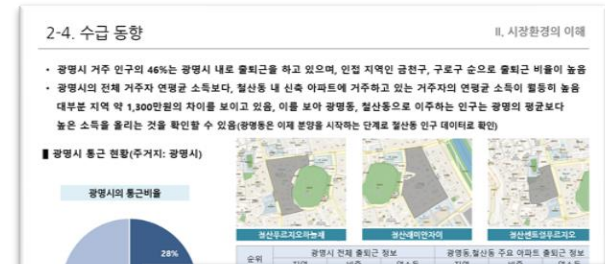 2-4. 수급 동향
II. 시장환경의 이해
• 광명시 거주 인구의 46%는 광명시 내로 출퇴근을 하고 있으며, 인접 지역인 금천구, 구로구 순으로 출퇴근 비율이 높음
• 광명시의 전체 거주자 연평균 소득보다, 철산동 내 신축 아파트에 거주하고 있는 거주자의 연평균 소득이 월등히 높음
대부분 지역 약 1,300만원의 차이를 보이고 있음, 이를 보아 광명동, 철산동으로 이주하는 인구는 광명의 평균보다
높은 소득을 올리는 것을 확인할 수 있음(광명동은 이제 분양을 시작하는 단계로 철산동 인구 데이터로 확인)
■ 광명시 통근 현황(주거지: 광명시)
광명시의 통근비율
28%
철산푸르지오하늘채
철산래미안자이
철산센트럴푸르지오
순위
광명시 전체 출퇴근 정보
광명동,철산동 주요 아파트 출퇴근 정보